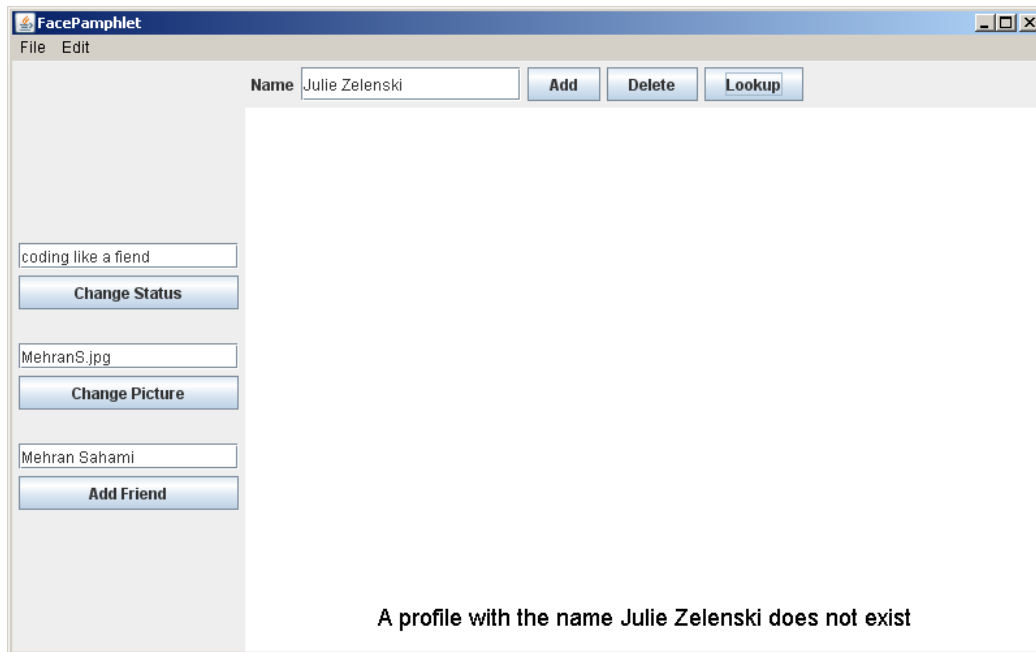 FacePamphlet
File Edit
Name Julie Zelenski Add Delete Lookup
coding like a fiend
Change Status
MehranS.jpg
Change Picture
Mehran Sahami
Add Friend
A profile with the name Julie Zelenski does not exist